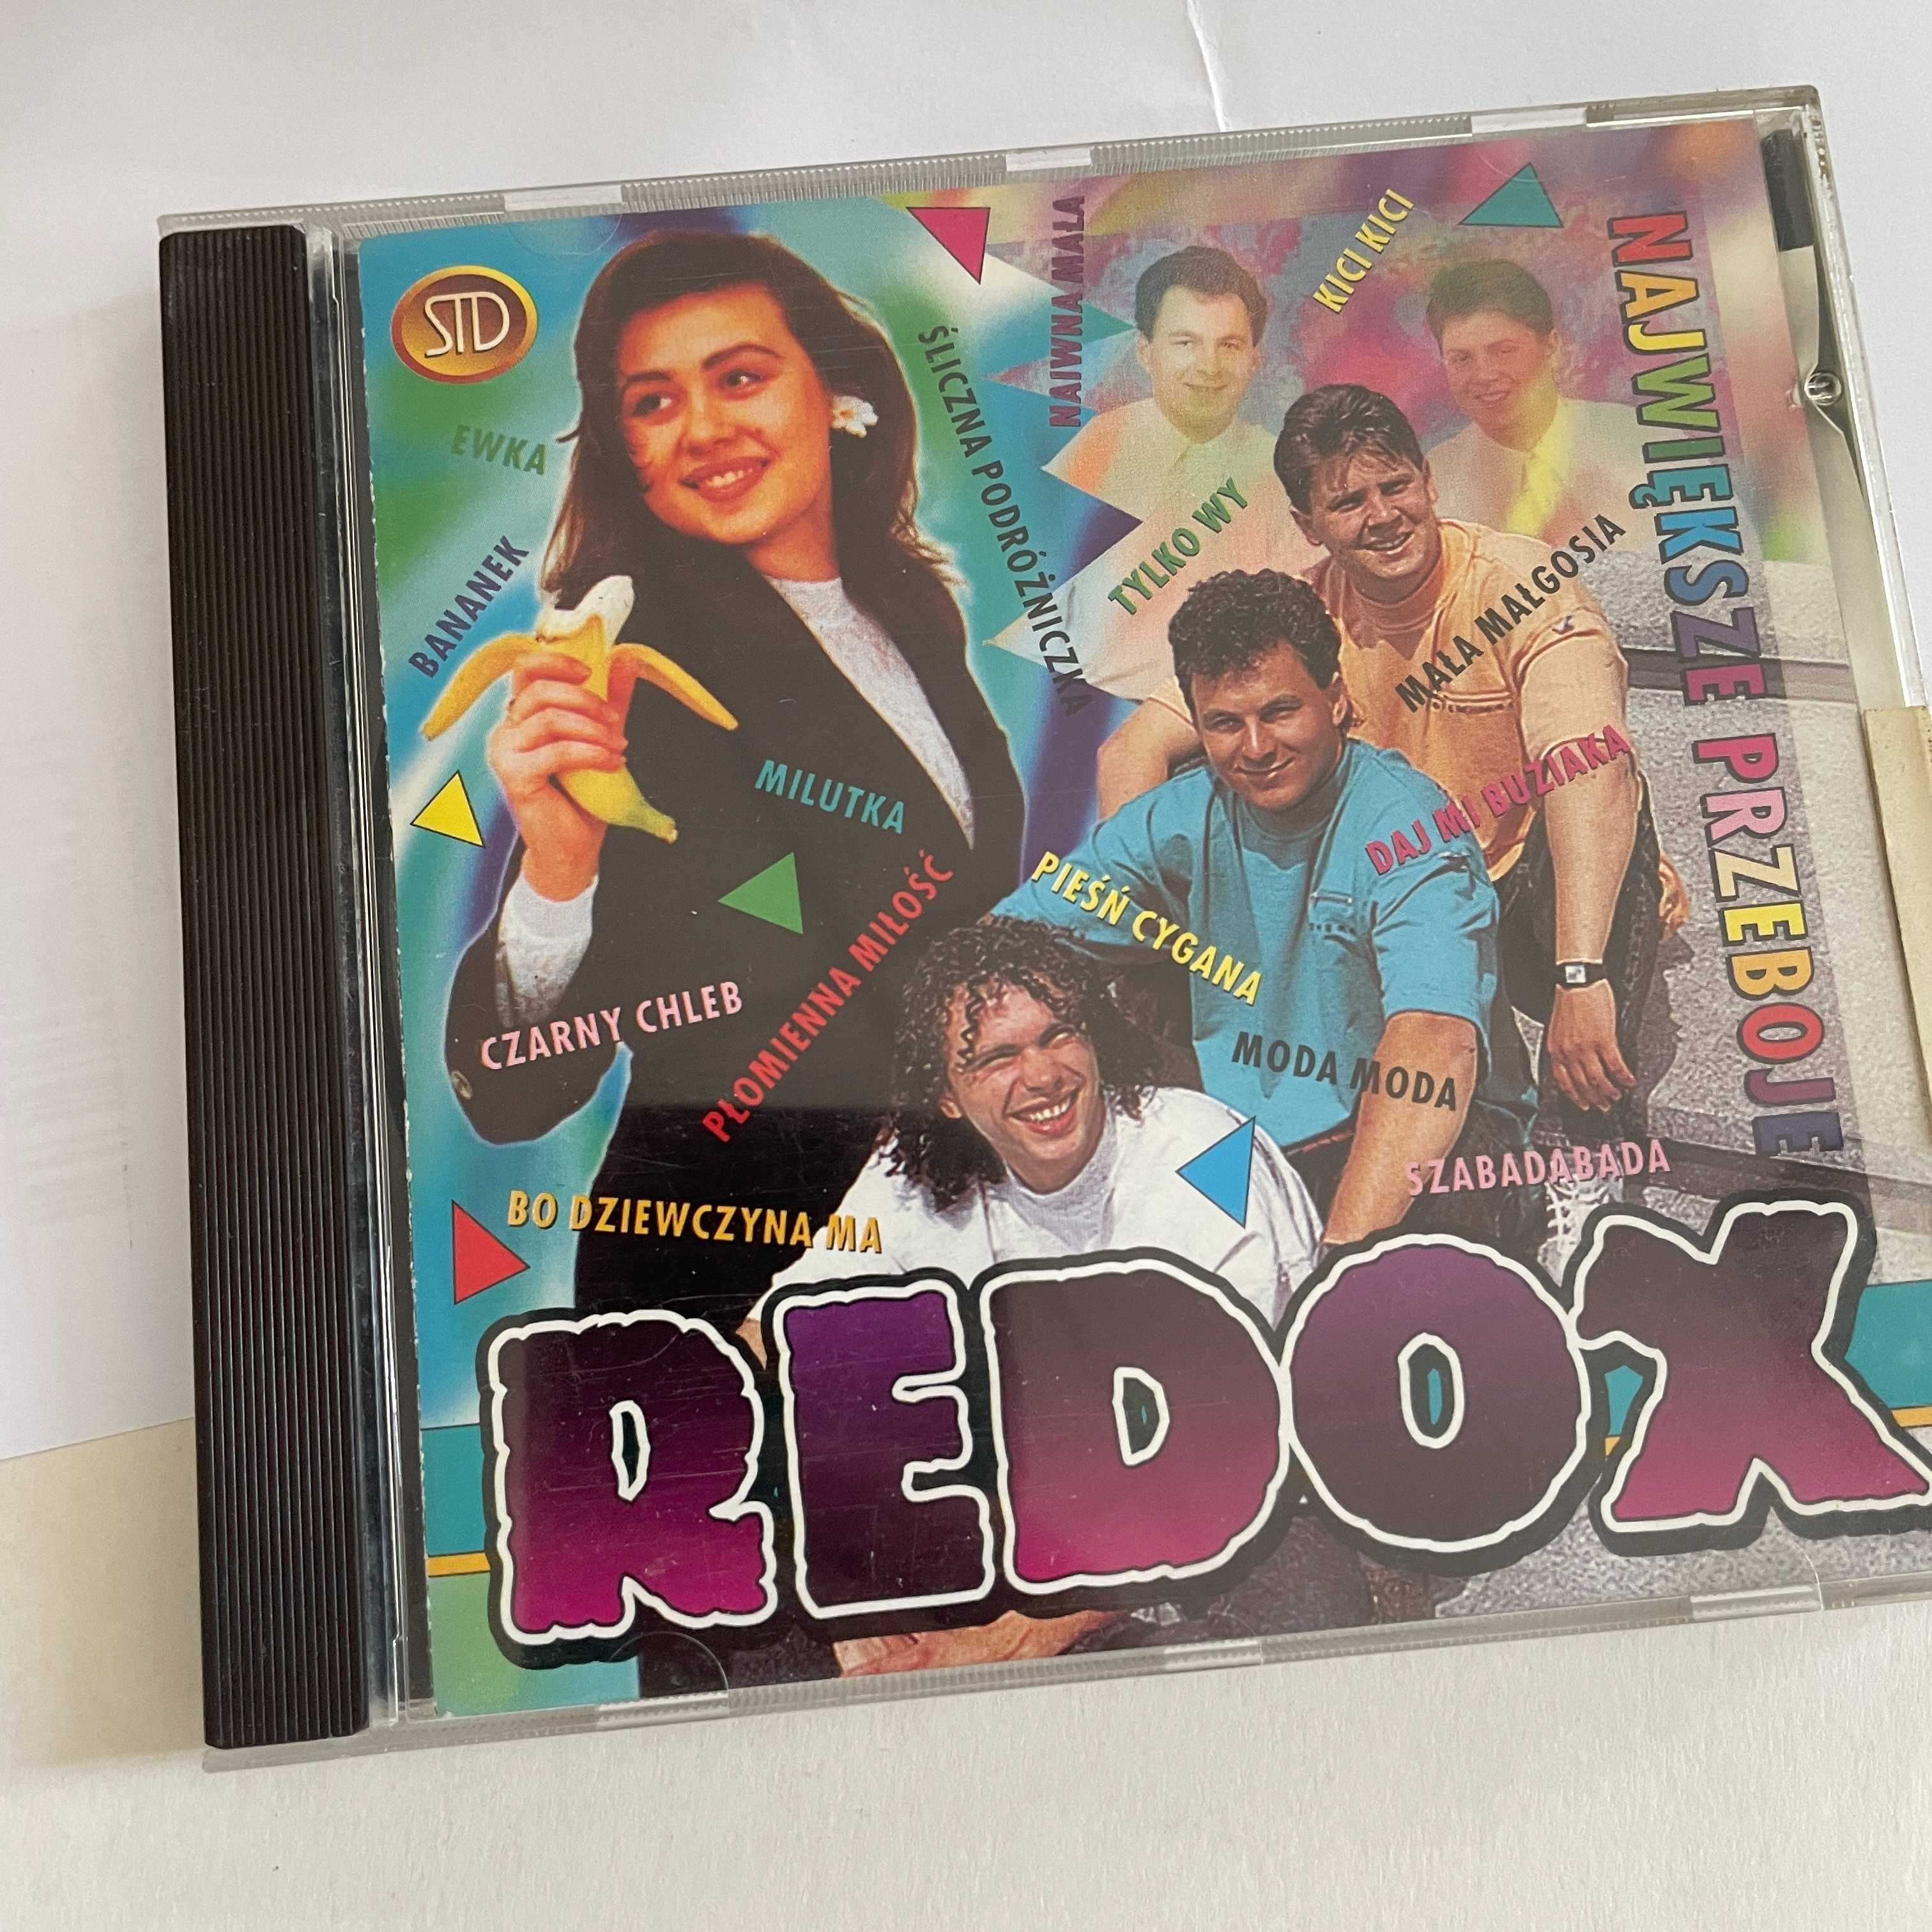 STD
EWKA
BANANEK
ŚLICZNA PODRÓŻNICZKA
NAIWNA MAŁA
KICI KICI
TYLKO WY
MAŁA MAŁGOSIA
NAJWIĘKSZE PRZEBOJE
MILUTKA
DAJ MI BUZIAKA
PIEŚŃ CYGANA
CZARNY CHLEB
PŁOMIENNA MIŁOŚĆ
MODA MODA
SZABADABADA
BO DZIEWCZYNA MA
REDOX